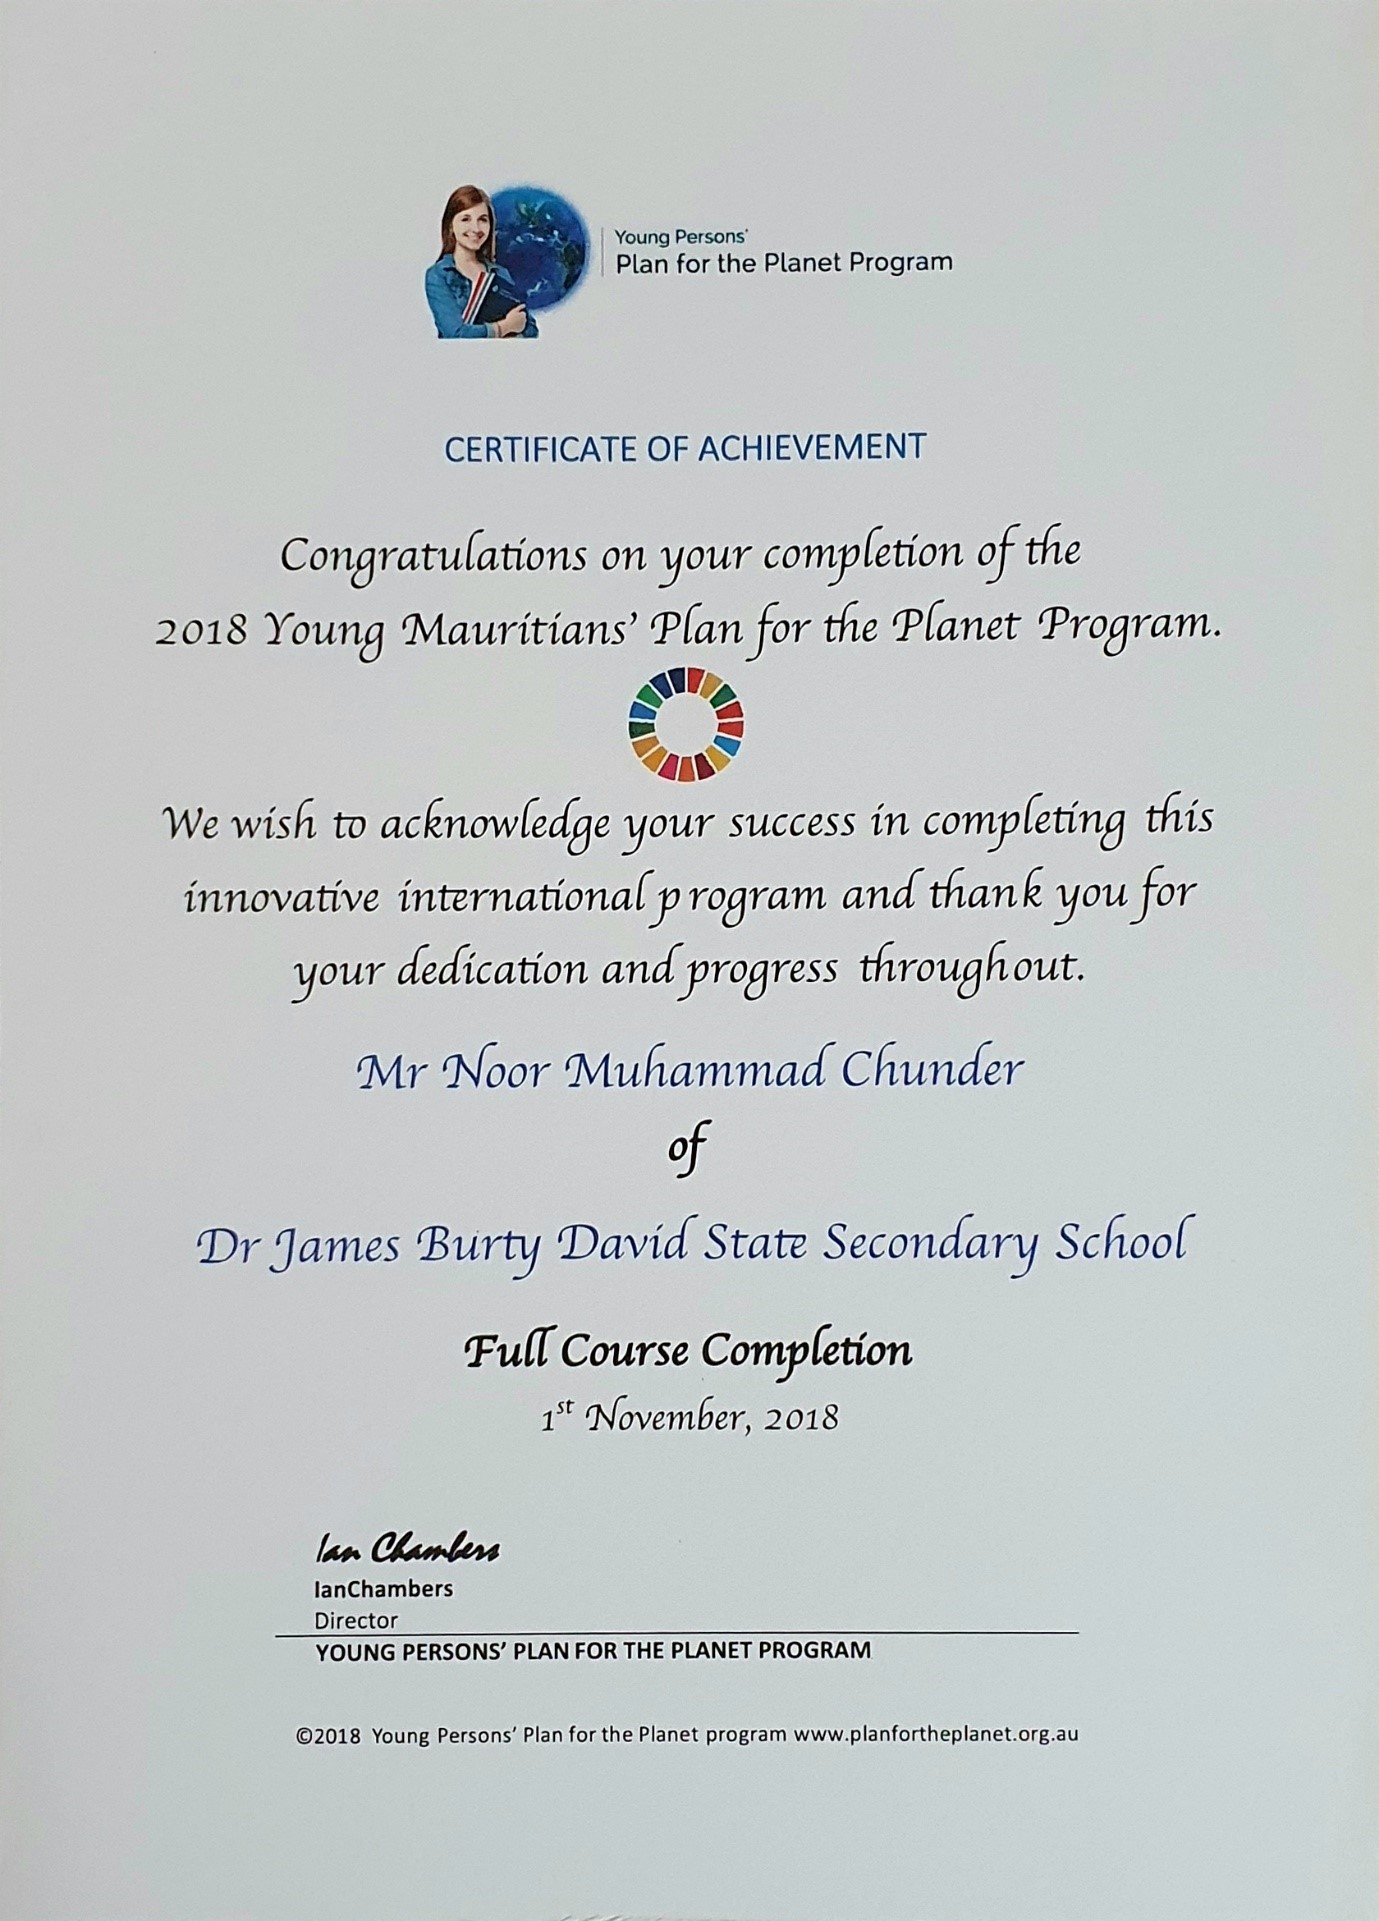 Young Persons'
Plan for the Planet Program
CERTIFICATE OF ACHIEVEMENT
Congratulations on your completion of the
2018 Young Mauritians' Plan for the Planet Program.
We wish to acknowledge your success in completing this
innovative international p rogram and thank you for
your dedication and progress throughout.
Mr Noor Muhammad Chunder
of
Dr James Burty David State Secondary School
Full Course Completion
1st November, 2018
Ian Chambers
IanChambers
Director
YOUNG PERSONS' PLAN FOR THE PLANET PROGRAM
©2018 Young Persons' Plan for the Planet program www.planfortheplanet.org.au